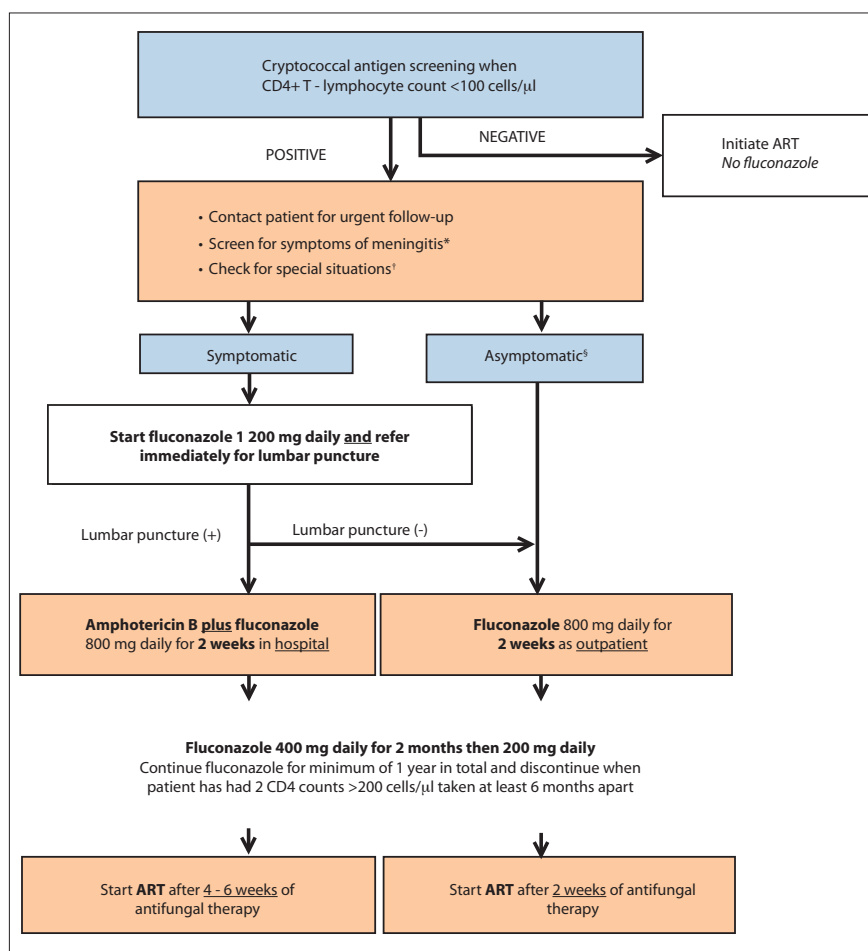 Cryptococcal antigen screening when
CD4+ T - lymphocyte count <100 cells/µl
POSITIVE
NEGATIVE
Initiate ART
No fluconazole
• Contact patient for urgent follow-up
• Screen for symptoms of meningitis*
• Check for special situations†
Symptomatic
Asymptomatic§
Start fluconazole 1 200 mg daily and refer
immediately for lumbar puncture
Lumbar puncture (+)
Lumbar puncture (-)
Amphotericin B plus fluconazole
800 mg daily for 2 weeks in hospital
Fluconazole 800 mg daily for
2 weeks as outpatient
Fluconazole 400 mg daily for 2 months then 200 mg daily
Continue fluconazole for minimum of 1 year in total and discontinue when
patient has had 2 CD4 counts >200 cells/µl taken at least 6 months apart
Start ART after 4 - 6 weeks of
antifungal therapy
Start ART after 2 weeks of antifungal
therapy